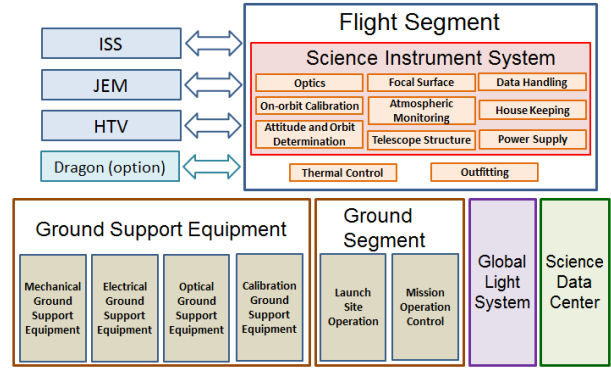 Flight Segment
ISS
JEM
HTV
Dragon (option)
Science Instrument System
Optics
Focal Surface
Data Handling
On-orbit Calibration
Atmospheric
Monitoring
House Keeping
Attitude and Orbit
Determination
Telescope Structure
Power Supply
Thermal Control
Outfitting
Ground Support Equipment
Mechanical
Ground
Support
Equipment
Electrical
Ground
Support
Equipment
Optical
Ground
Support
Equipment
Calibration
Ground
Support
Equipment
Ground
Segment
Launch
Site
Operation
Mission
Operation
Control
Global
Light
System
Science
Data
Center